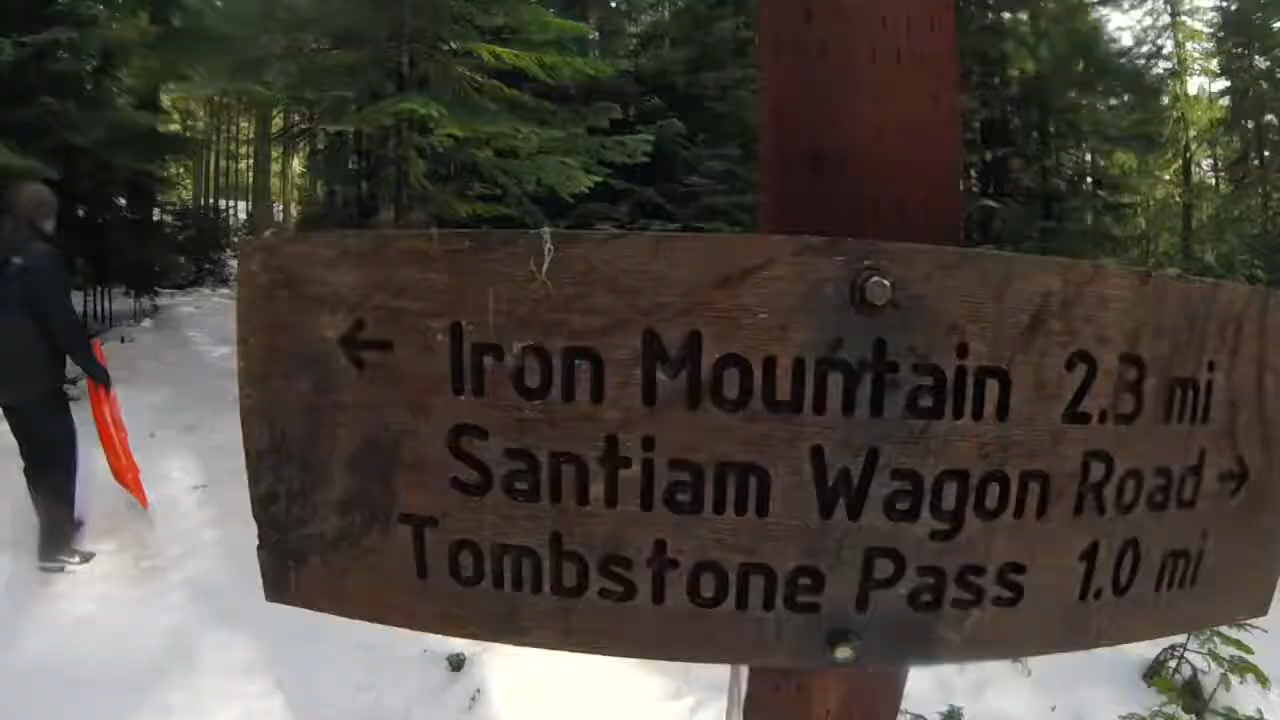 ← Iron Mountain 2.3 mi
Santiam Wagon Road →
Tombstone Pass 1.0 mi